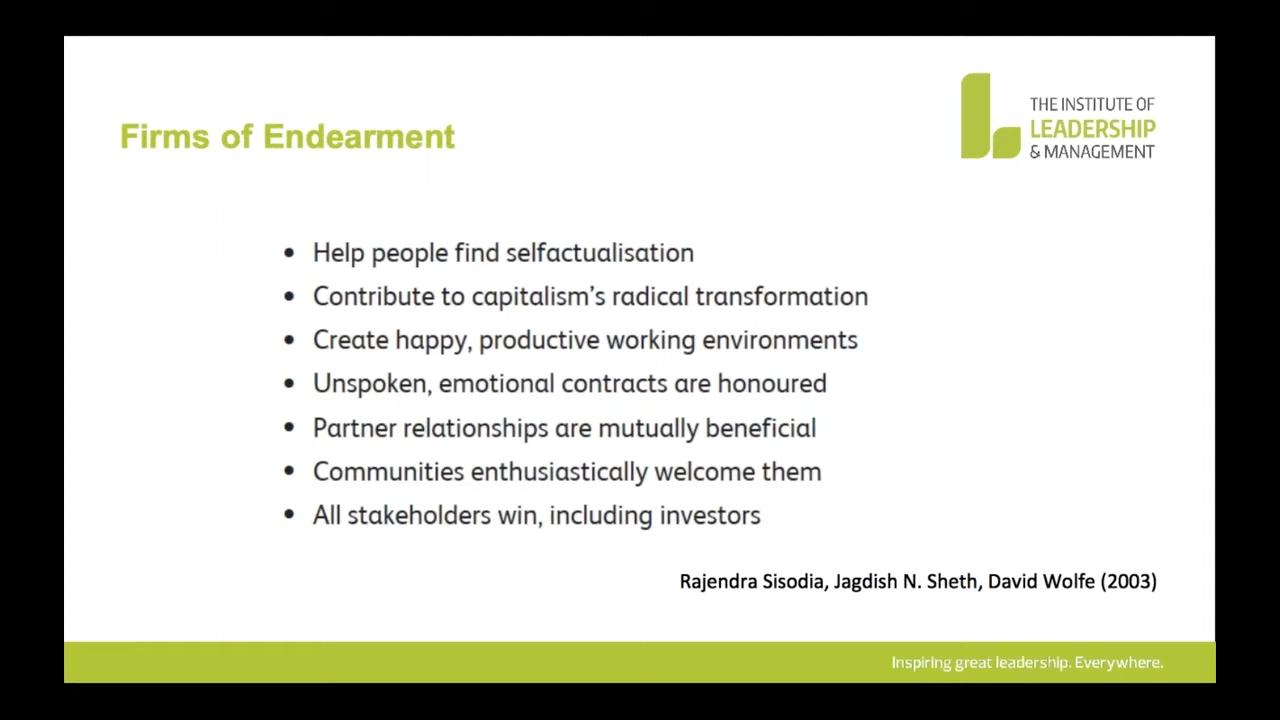 Firms of Endearment
THE INSTITUTE OF
LEADERSHIP
& MANAGEMENT
• Help people find selfactualisation
• Contribute to capitalism's radical transformation
• Create happy, productive working environments
• Unspoken, emotional contracts are honoured
• Partner relationships are mutually beneficial
• Communities enthusiastically welcome them
• All stakeholders win, including investors
Rajendra Sisodia, Jagdish N. Sheth, David Wolfe (2003)
Inspiring great leadership. Everywhere.